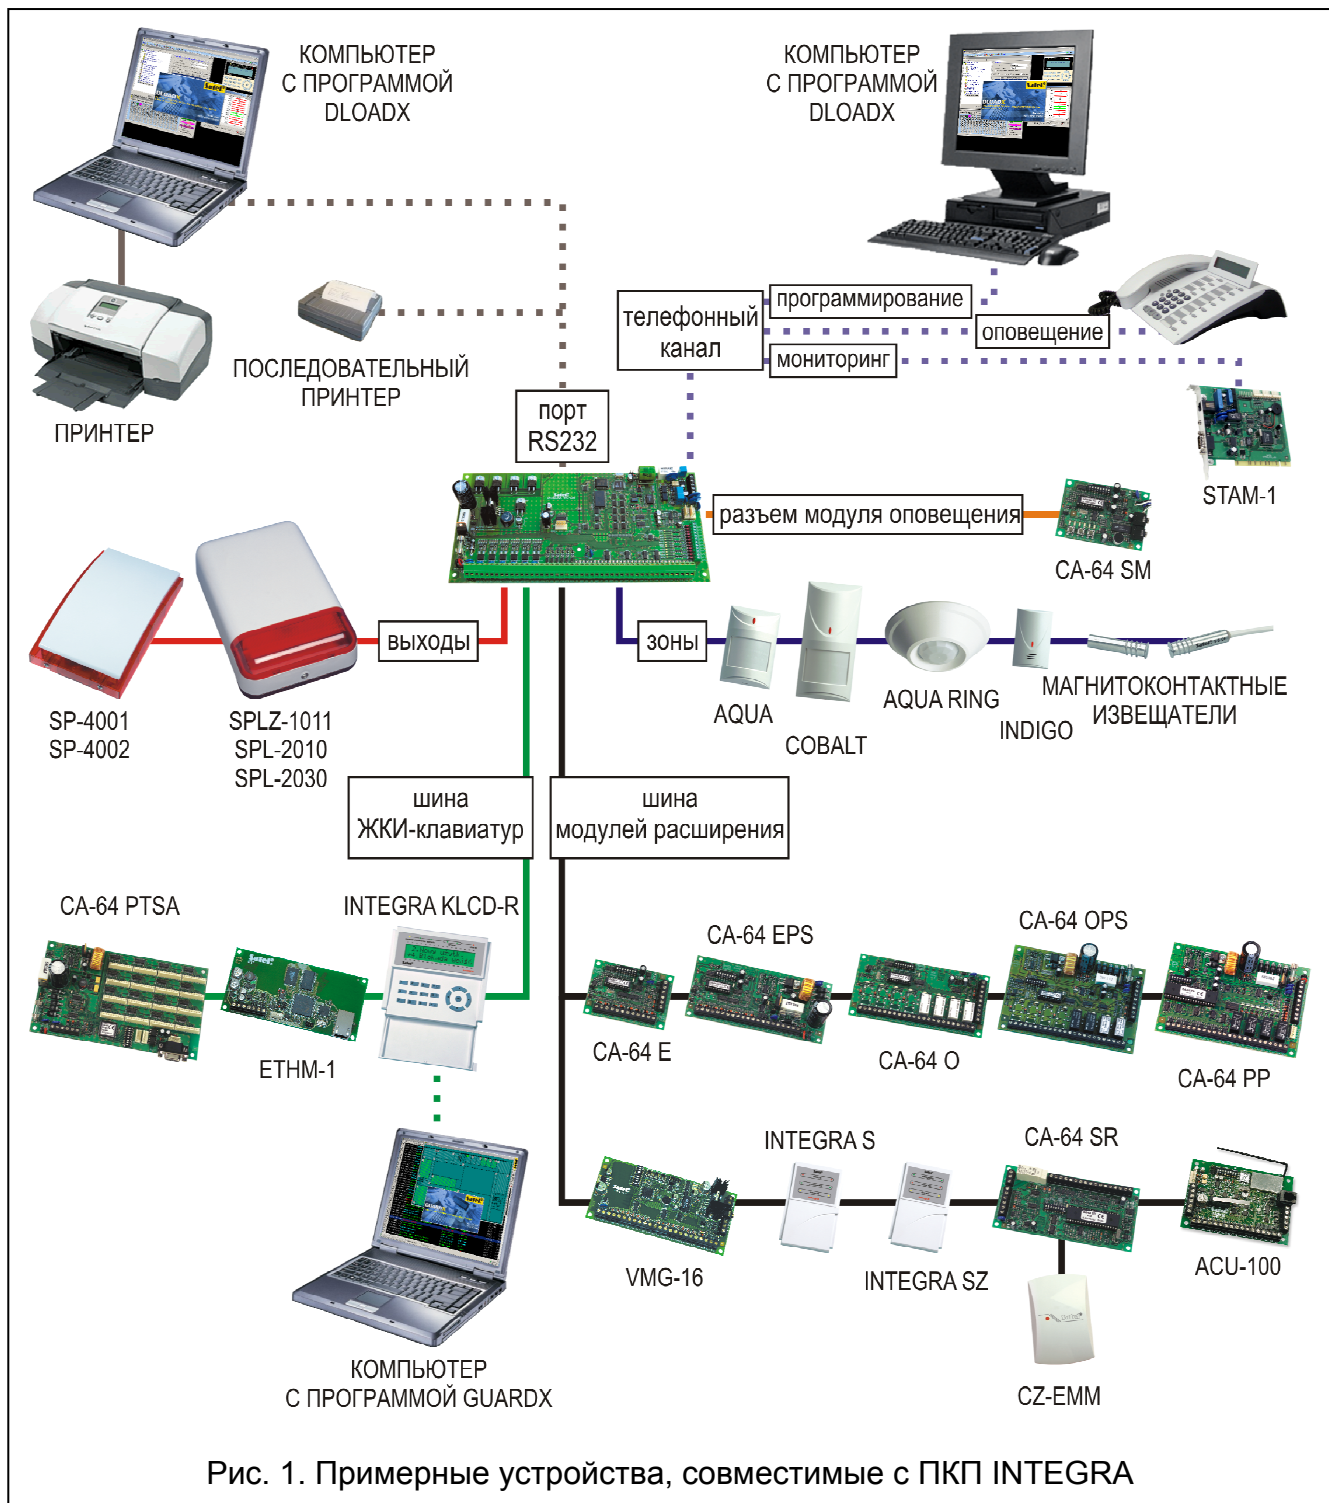 КОМПЬЮТЕР
С ПРОГРАММОЙ
DLOADX
КОМПЬЮТЕР
С ПРОГРАММОЙ
DLOADX
программирование
телефонный
канал
оповещение
мониторинг
ПОСЛЕДОВАТЕЛЬНЫЙ
ПРИНТЕР
ПРИНТЕР
порт
RS232
STAM-1
разъем модуля оповещения
CA-64 SM
выходы
зоны
SP-4001
SP-4002
SPLZ-1011
SPL-2010
SPL-2030
AQUA
COBALT
AQUA RING
INDIGO
МАГНИТОКОНТАКТНЫЕ
ИЗВЕЩАТЕЛИ
шина
ЖКИ-клавиатур
шина
модулей расширения
CA-64 PTSA
INTEGRA KLCD-R
ETHM-1
CA-64 EPS
CA-64 OPS
CA-64 E
CA-64 O
CA-64 PP
INTEGRA S
CA-64 SR
VMG-16
INTEGRA SZ
ACU-100
CZ-EMM
КОМПЬЮТЕР
С ПРОГРАММОЙ GUARDX
Рис. 1. Примерные устройства, совместимые с ПКП INTEGRA